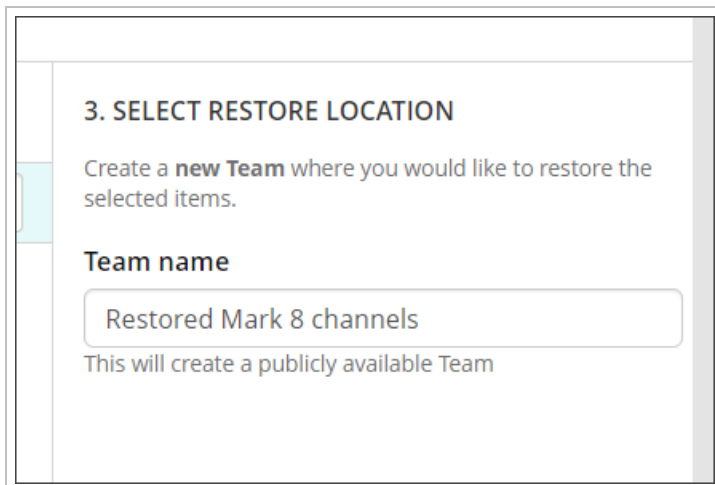 3. SELECT RESTORE LOCATION
Create a new Team where you would like to restore the
selected items.
Team name
Restored Mark 8 channels
This will create a publicly available Team